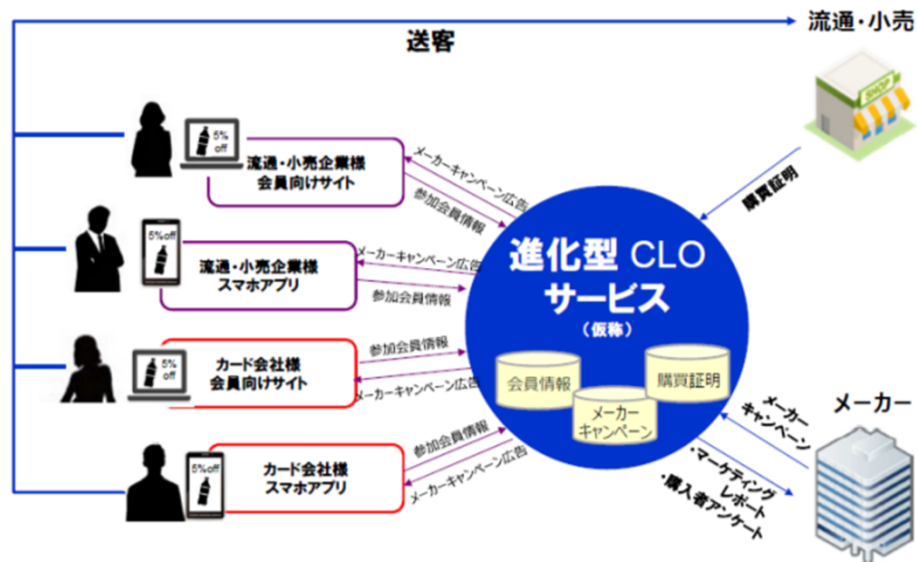 送客
流通・小売
SHOP
購買証明
5%
off
流通・小売企業様
会員向けサイト
メーカーキャンペーン広告
参加会員情報
5%off
流通・小売企業様
スマホアプリ
メーカーキャンペーン広告
参加会員情報
5%
off
カード会社様
会員向けサイト
参加会員情報
メーカーキャンペーン広告
5%off
カード会社様
スマホアプリ
参加会員情報
メーカーキャンペーン広告
進化型 CLO
サービス
(仮称)
会員情報
メーカー
キャンペーン
購買証明
メーカー
メーカー
キャンペーン
・マーケティング
レポート
・購入者アンケート